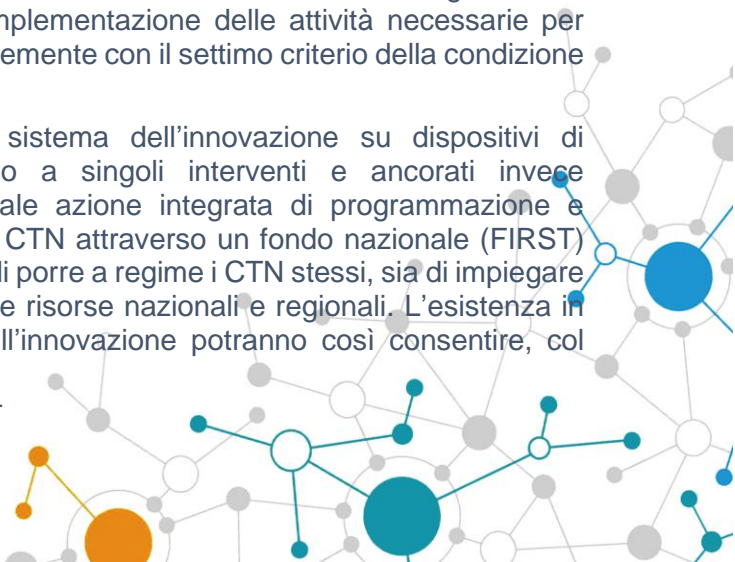 mplementazione delle attività necessarie per
emente con il settimo criterio della condizione
sistema dell'innovazione su dispositivi di
o a singoli interventi e ancorati invece
ale azione integrata di programmazione e
CTN attraverso un fondo nazionale (FIRST)
di porre a regime i CTN stessi, sia di impiegare
e risorse nazionali e regionali. L'esistenza in
ll'innovazione potranno così consentire, col